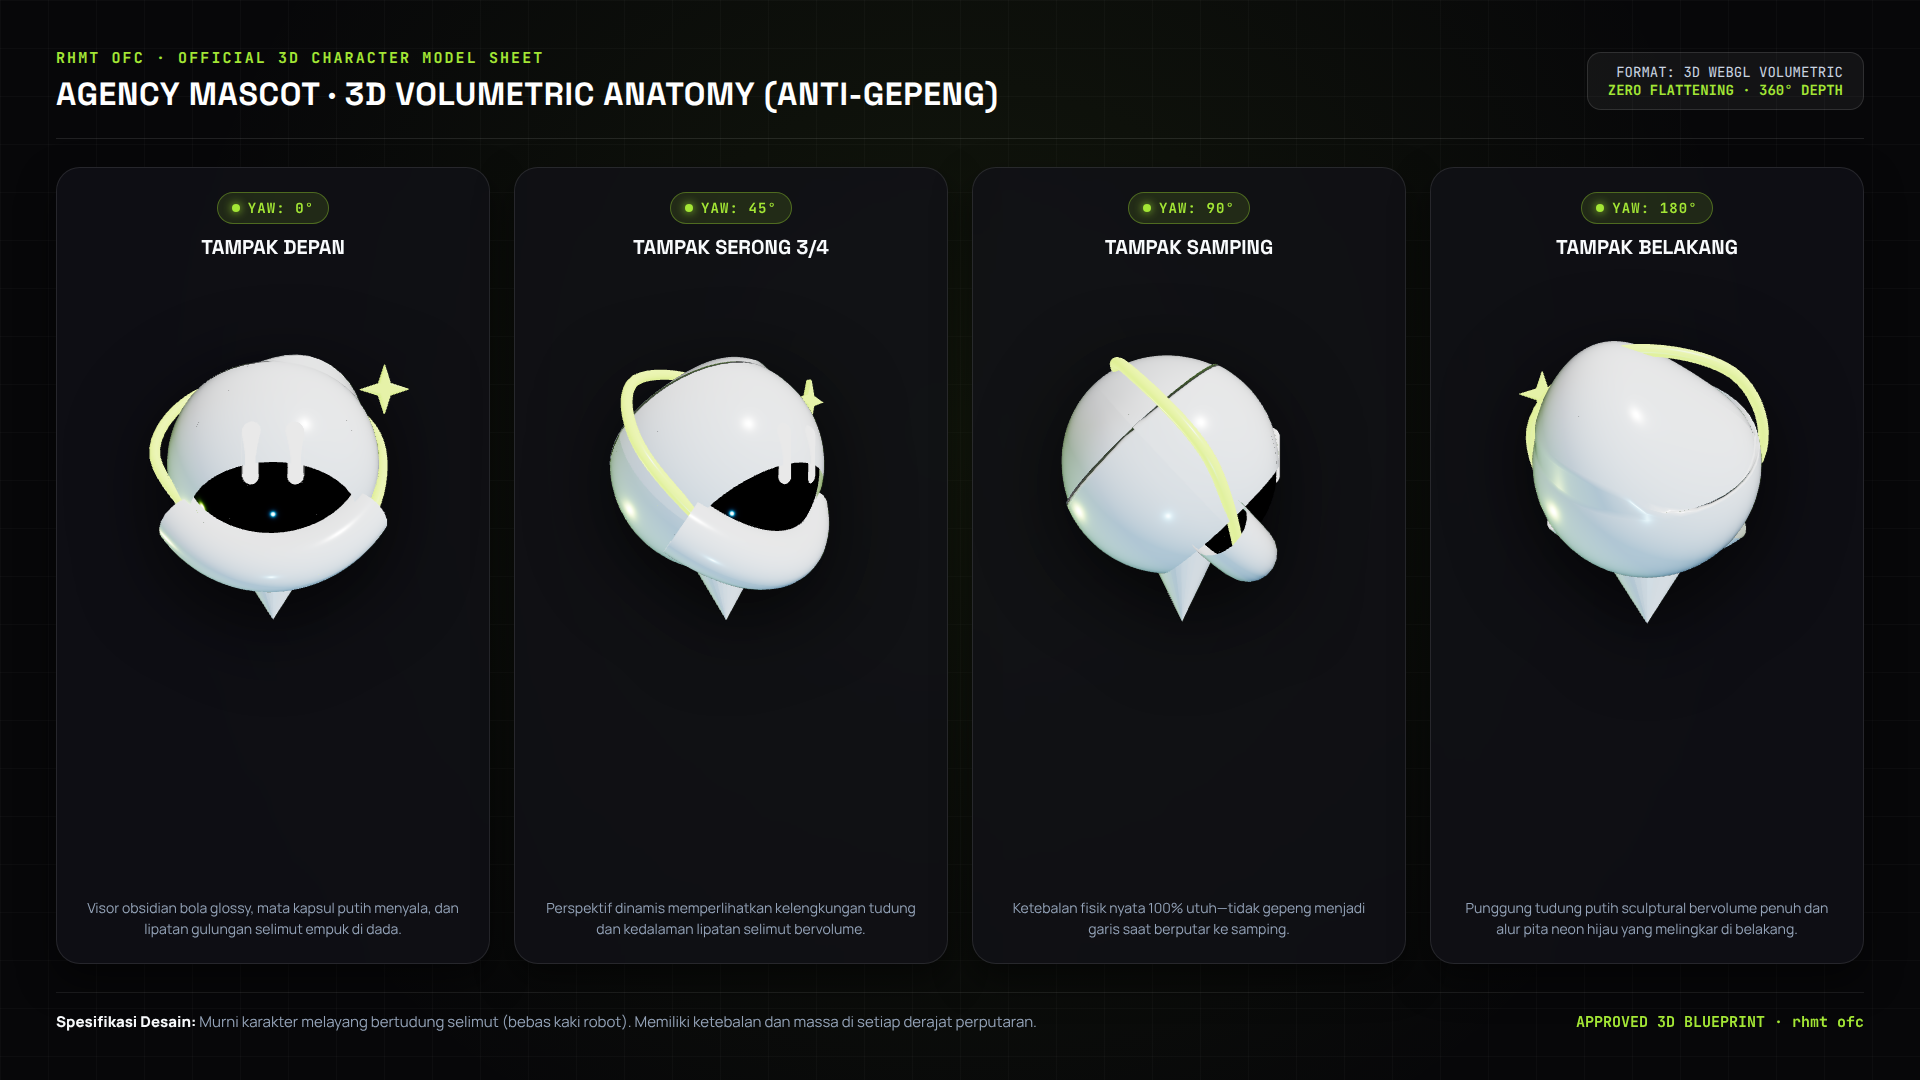 RHMT OFC · OFFICIAL 3D CHARACTER MODEL SHEET
AGENCY MASCOT · 3D VOLUMETRIC ANATOMY (ANTI-GEPENG)
FORMAT: 3D WEBGL VOLUMETRIC
ZERO FLATTENING · 360° DEPTH
YAW: 0°
TAMPAK DEPAN
Visor obsidian bola glossy, mata kapsul putih menyala, dan
lipatan gulungan selimut empuk di dada.
YAW: 45°
TAMPAK SERONG 3/4
Perspektif dinamis memperlihatkan kelengkungan tudung
dan kedalaman lipatan selimut bervolume.
YAW: 90°
TAMPAK SAMPING
Ketebalan fisik nyata 100% utuh—tidak gepeng menjadi
garis saat berputar ke samping.
YAW: 180°
TAMPAK BELAKANG
Punggung tudung putih sculptural bervolume penuh dan
alur pita neon hijau yang melingkar di belakang.
Spesifikasi Desain: Murni karakter melayang bertudung selimut (bebas kaki robot). Memiliki ketebalan dan massa di setiap derajat perputaran.
APPROVED 3D BLUEPRINT · rhmt ofc